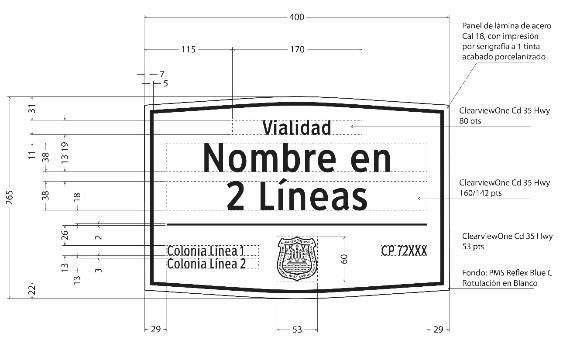 400
Panel de lámina de acero
Cal 18, con impresión
por serigrafía a 1 tinta
acabado porcelanizado
115
170
7
5
31
11
38
13
19
265
38
18
26
2
13
13
3
22
Vialidad
Nombre en
2 Líneas
Colonia Línea 1
Colonia Línea 2
CP 72XXX
60
ClearviewOne Cd 35 Hwy
80 pts
ClearviewOne Cd 35 Hwy
160/142 pts
ClearviewOne Cd 35 Hwy
53 pts
Fondo: PMS Reflex Blue C
Rotulación en Blanco
29
53
29